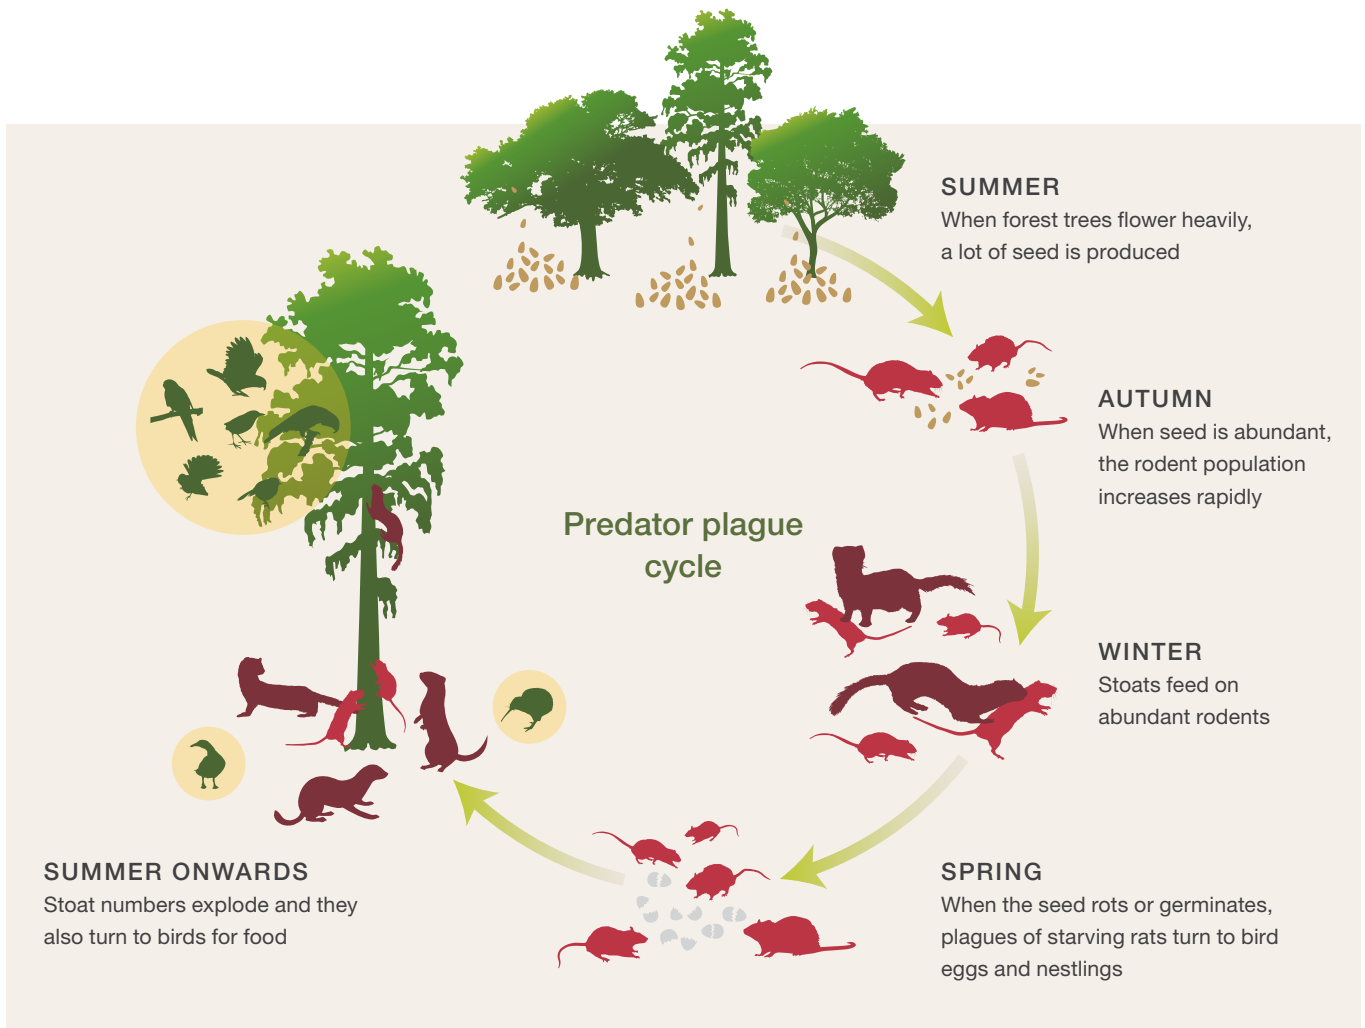 SUMMER
When forest trees flower heavily,
a lot of seed is produced
AUTUMN
When seed is abundant,
the rodent population
increases rapidly
Predator plague
cycle
WINTER
Stoats feed on
abundant rodents
SPRING
When the seed rots or germinates,
plagues of starving rats turn to bird
eggs and nestlings
SUMMER ONWARDS
Stoat numbers explode and they
also turn to birds for food